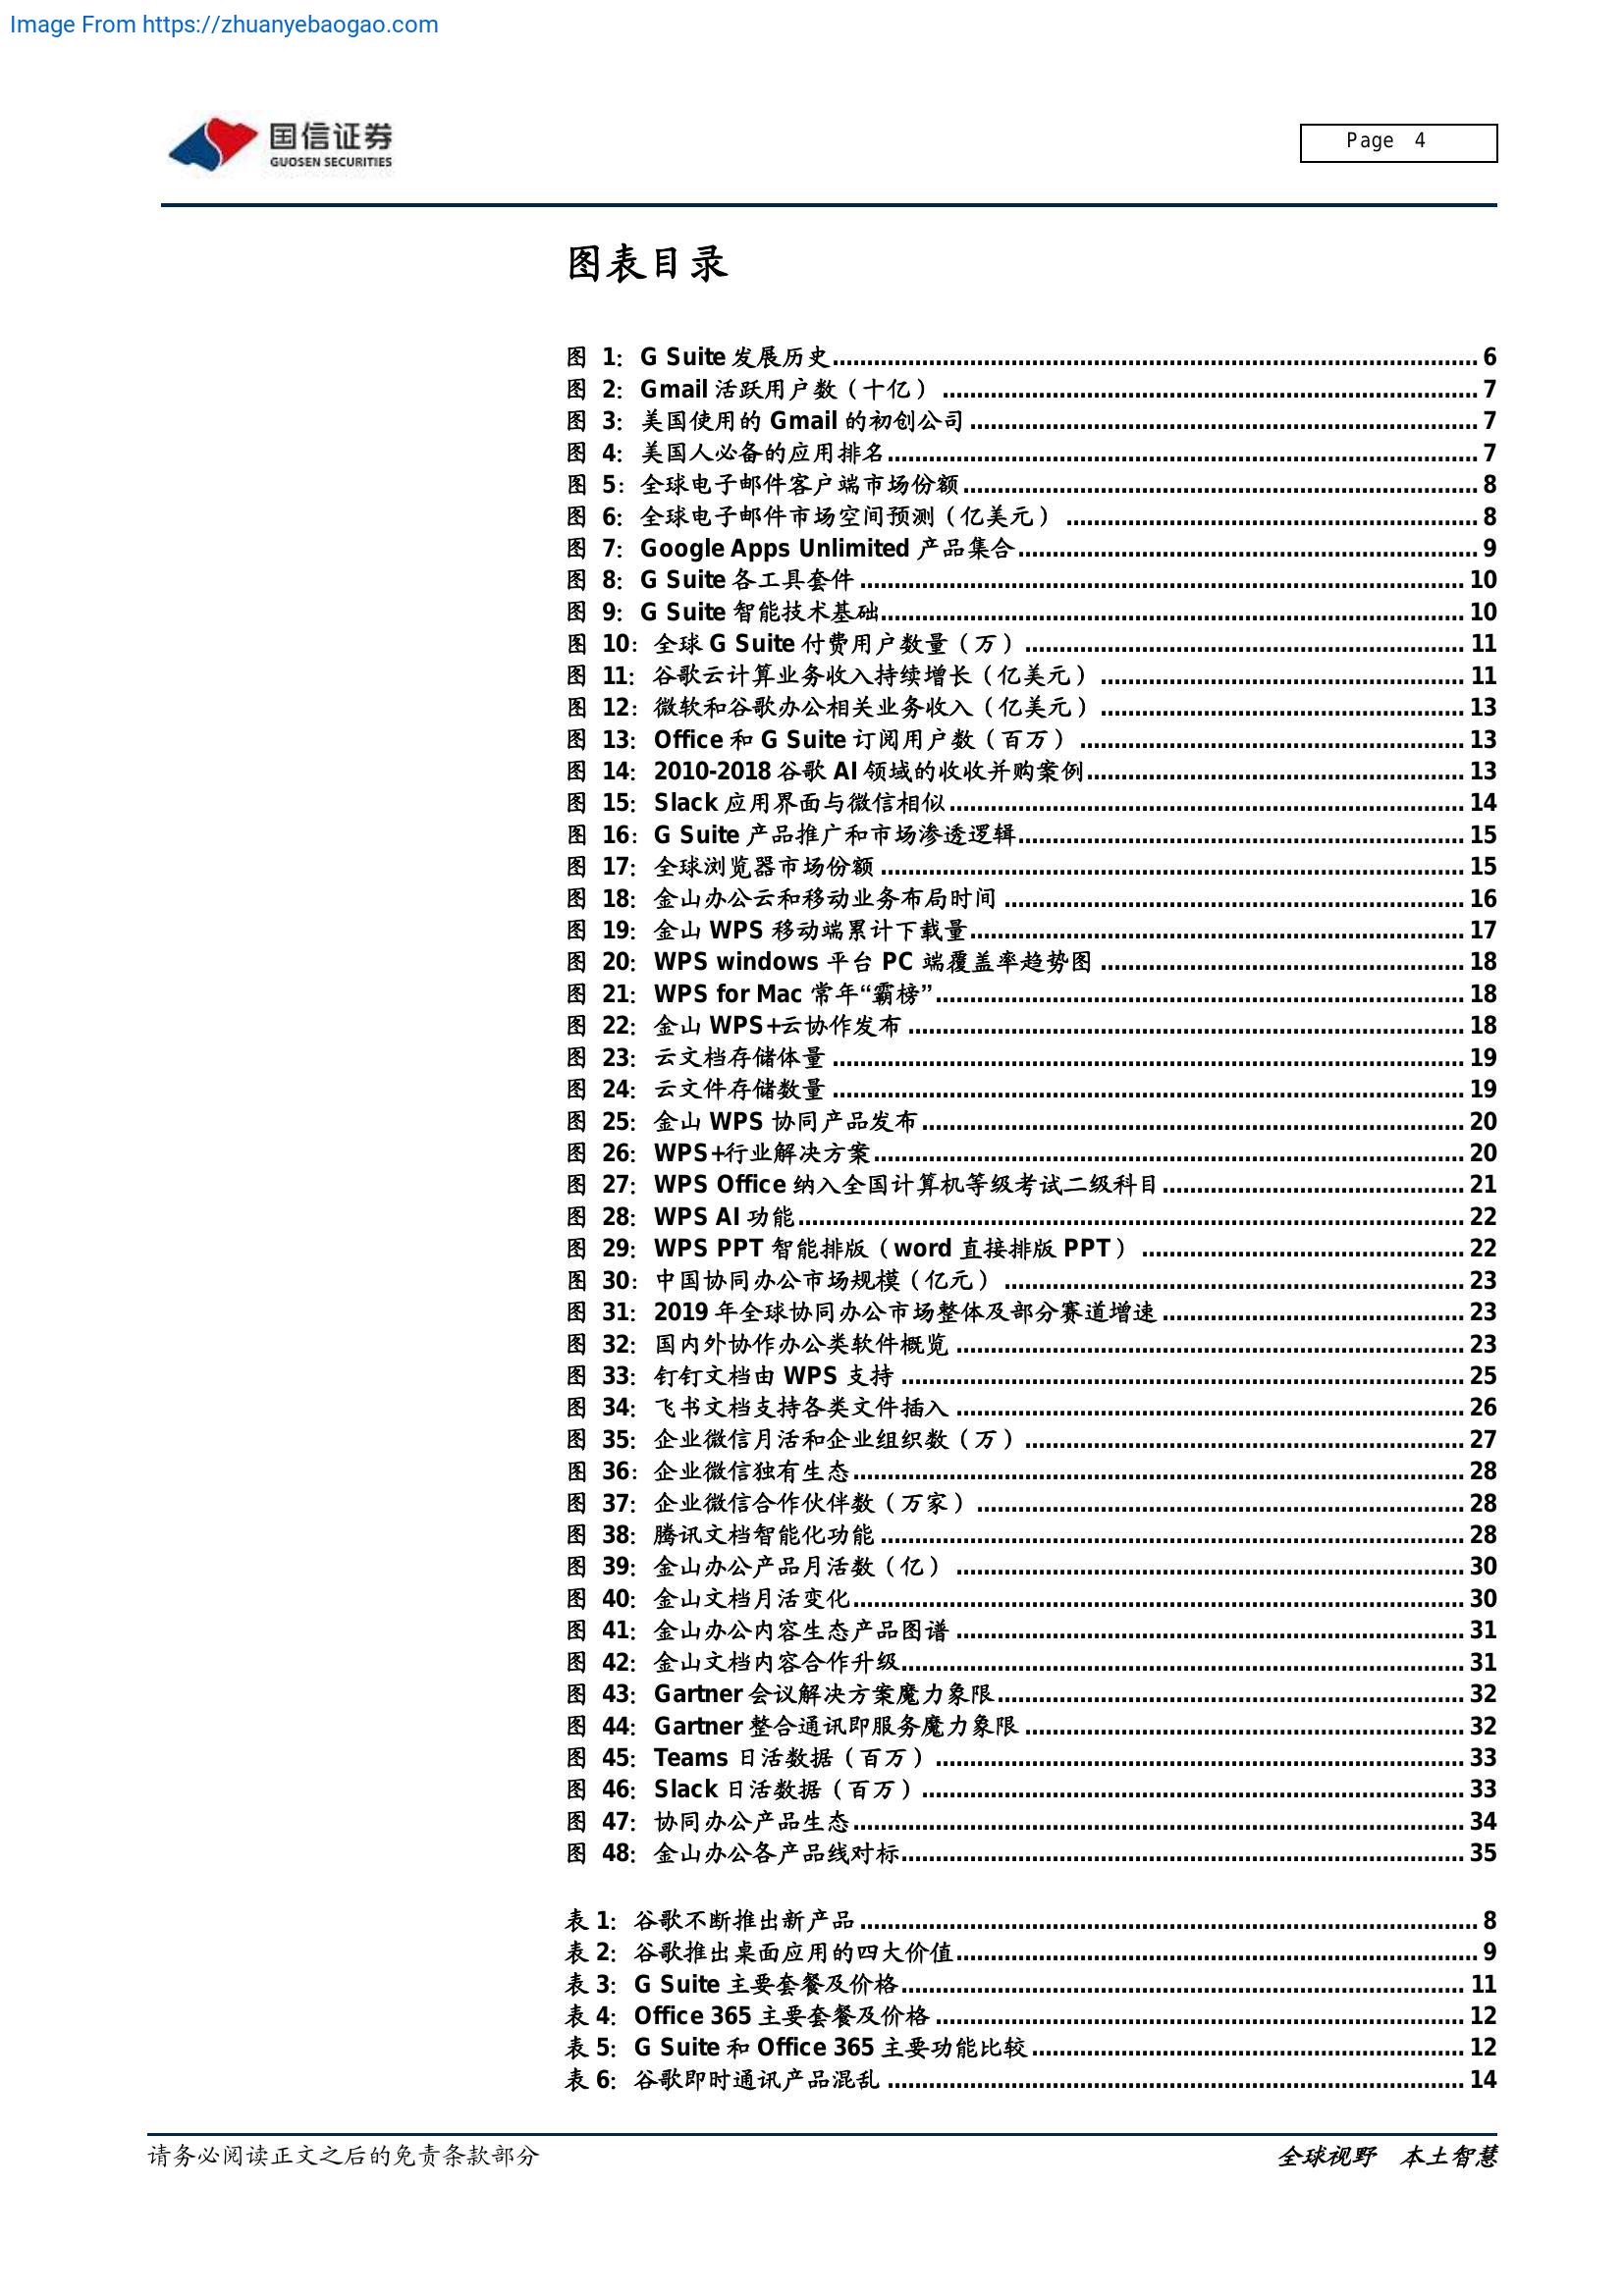 Image From https://zhuanyebaogao.com
国信证券
GUOSEN SECURITIES
Page 4
图表目录
图 1: G Suite 发展历史 6
图 2: Gmail 活跃用户数（十亿） 7
图 3: 美国使用的 Gmail 的初创公司 7
图 4: 美国人必备的应用排名 7
图 5: 全球电子邮件客户端市场份额 8
图 6: 全球电子邮件市场空间预测（亿美元） 8
图 7: Google Apps Unlimited 产品集合 9
图 8: G Suite 各工具套件 10
图 9: G Suite 智能技术基础 10
图 10: 全球 G Suite 付费用户数量（万） 11
图 11: 谷歌云计算业务收入持续增长（亿美元） 11
图 12: 微软和谷歌办公相关业务收入（亿美元） 13
图 13: Office 和 G Suite 订阅用户数（百万） 13
图 14: 2010-2018 谷歌 AI 领域的收收并购案例 13
图 15: Slack 应用界面与微信相似 14
图 16: G Suite 产品推广和市场渗透逻辑 15
图 17: 全球浏览器市场份额 15
图 18: 金山办公云和移动业务布局时间 16
图 19: 金山 WPS 移动端累计下载量 17
图 20: WPS windows 平台 PC 端覆盖率趋势图 18
图 21: WPS for Mac 常年“霸榜” 18
图 22: 金山 WPS+云协作发布 18
图 23: 云文档存储体量 19
图 24: 云文件存储数量 19
图 25: 金山 WPS 协同产品发布 20
图 26: WPS+行业解决方案 20
图 27: WPS Office 纳入全国计算机等级考试二级科目 21
图 28: WPS AI 功能 22
图 29: WPS PPT 智能排版（word 直接排版 PPT） 22
图 30: 中国协同办公市场规模（亿元） 23
图 31: 2019 年全球协同办公市场整体及部分赛道增速 23
图 32: 国内外协作办公类软件概览 23
图 33: 钉钉文档由 WPS 支持 25
图 34: 飞书文档支持各类文件插入 26
图 35: 企业微信月活和企业组织数（万） 27
图 36: 企业微信独有生态 28
图 37: 企业微信合作伙伴数（万家） 28
图 38: 腾讯文档智能化功能 28
图 39: 金山办公产品月活数（亿） 30
图 40: 金山文档月活变化 30
图 41: 金山办公内容生态产品图谱 31
图 42: 金山文档内容合作升级 31
图 43: Gartner 会议解决方案魔力象限 32
图 44: Gartner 整合通讯即服务魔力象限 32
图 45: Teams 日活数据（百万） 33
图 46: Slack 日活数据（百万） 33
图 47: 协同办公产品生态 34
图 48: 金山办公各产品线对标 35
表 1: 谷歌不断推出新产品 8
表 2: 谷歌推出桌面应用的四大价值 9
表 3: G Suite 主要套餐及价格 11
表 4: Office 365 主要套餐及价格 12
表 5: G Suite 和 Office 365 主要功能比较 12
表 6: 谷歌即时通讯产品混乱 14
请务必阅读正文之后的免责条款部分
全球视野 本土智慧